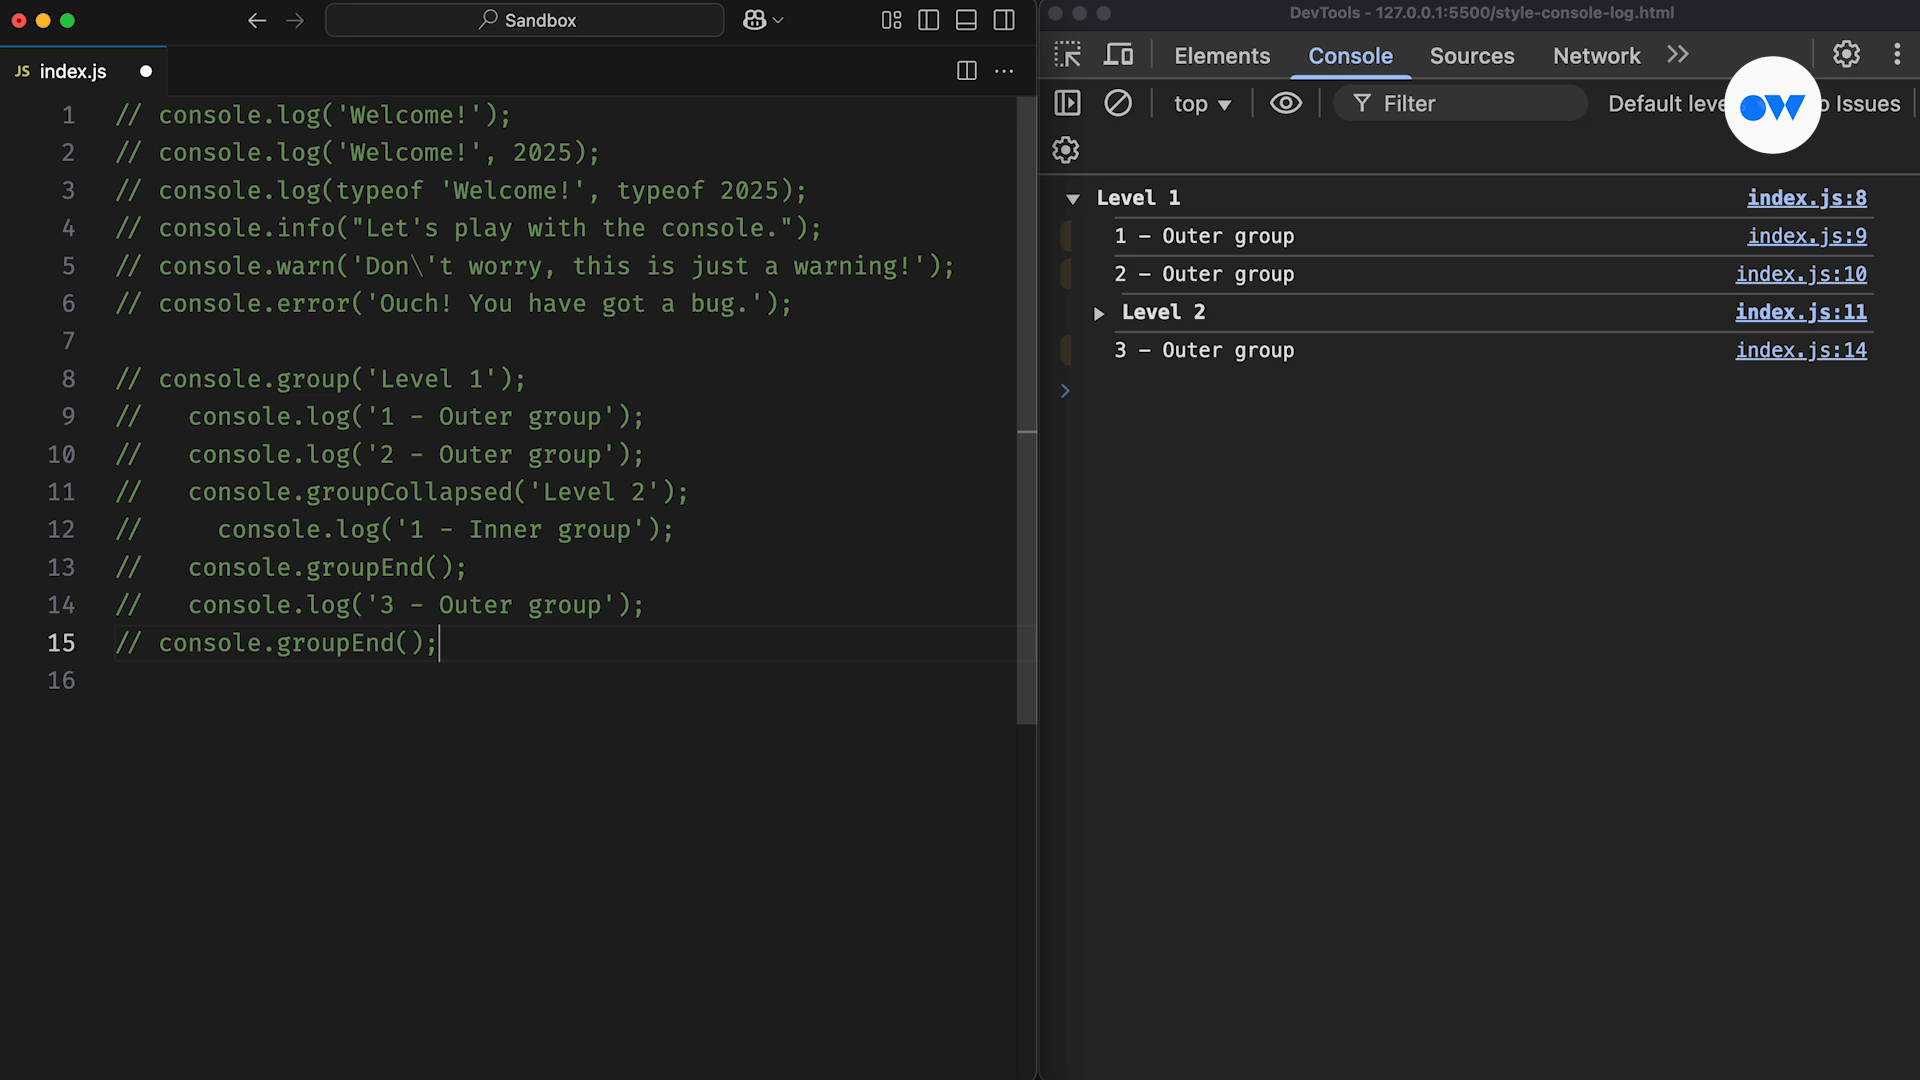 Sandbox
DevTools - 127.0.0.1:5500/style-console-log.html
JS index.js
Elements Console Sources Network
top Filter Default leve Issues
OW
1 // console.log('Welcome!');
2 // console.log('Welcome!', 2025);
3 // console.log(typeof 'Welcome!', typeof 2025);
4 // console.info("Let's play with the console.");
5 // console.warn('Don\'t worry, this is just a warning!');
6 // console.error('Ouch! You have got a bug.');
7
8 // console.group('Level 1');
9 //   console.log('1 - Outer group');
10 //   console.log('2 - Outer group');
11 //   console.groupCollapsed('Level 2');
12 //     console.log('1 - Inner group');
13 //   console.groupEnd();
14 //   console.log('3 - Outer group');
15 // console.groupEnd();
16
Level 1 index.js:8
1 - Outer group index.js:9
2 - Outer group index.js:10
Level 2 index.js:11
3 - Outer group index.js:14